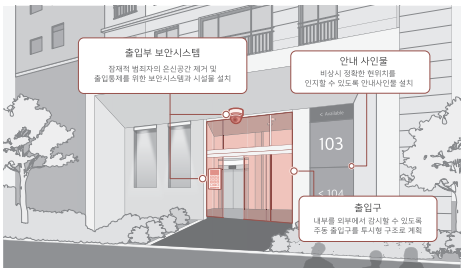 출입부 보안시스템
잠재적 범죄자의 은신공간 제거 및
출입통제를 위한 보안시스템과 시설물 설치
안내 사인물
비상시 정확한 현위치를
인지할 수 있도록 안내사인물 설치
103
< 104
출입구
내부를 외부에서 감시할 수 있도록
주동 출입구를 투시형 구조로 계획